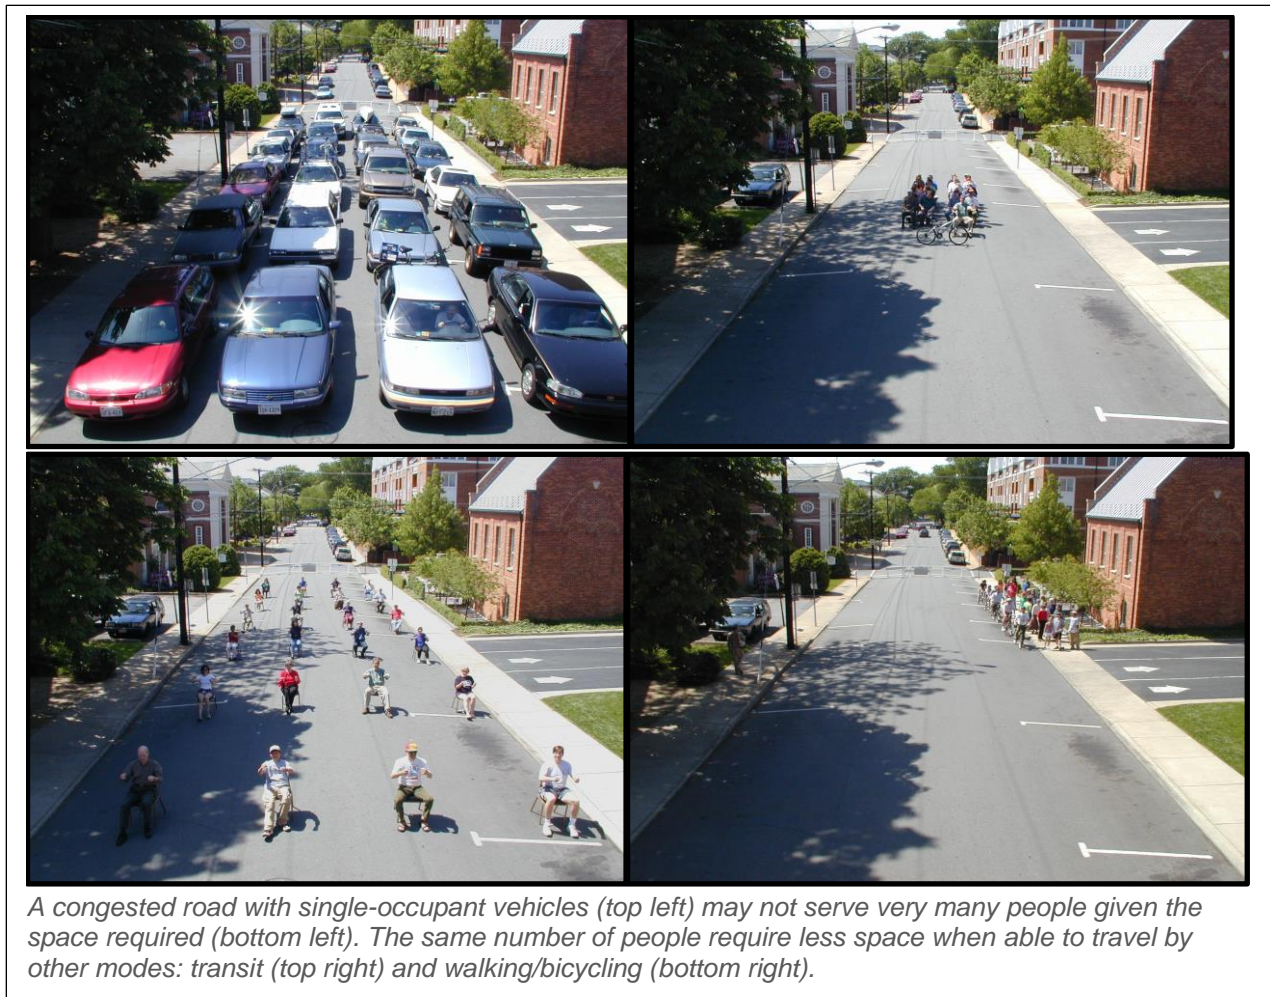 A congested road with single-occupant vehicles (top left) may not serve very many people given the
space required (bottom left). The same number of people require less space when able to travel by
other modes: transit (top right) and walking/bicycling (bottom right).